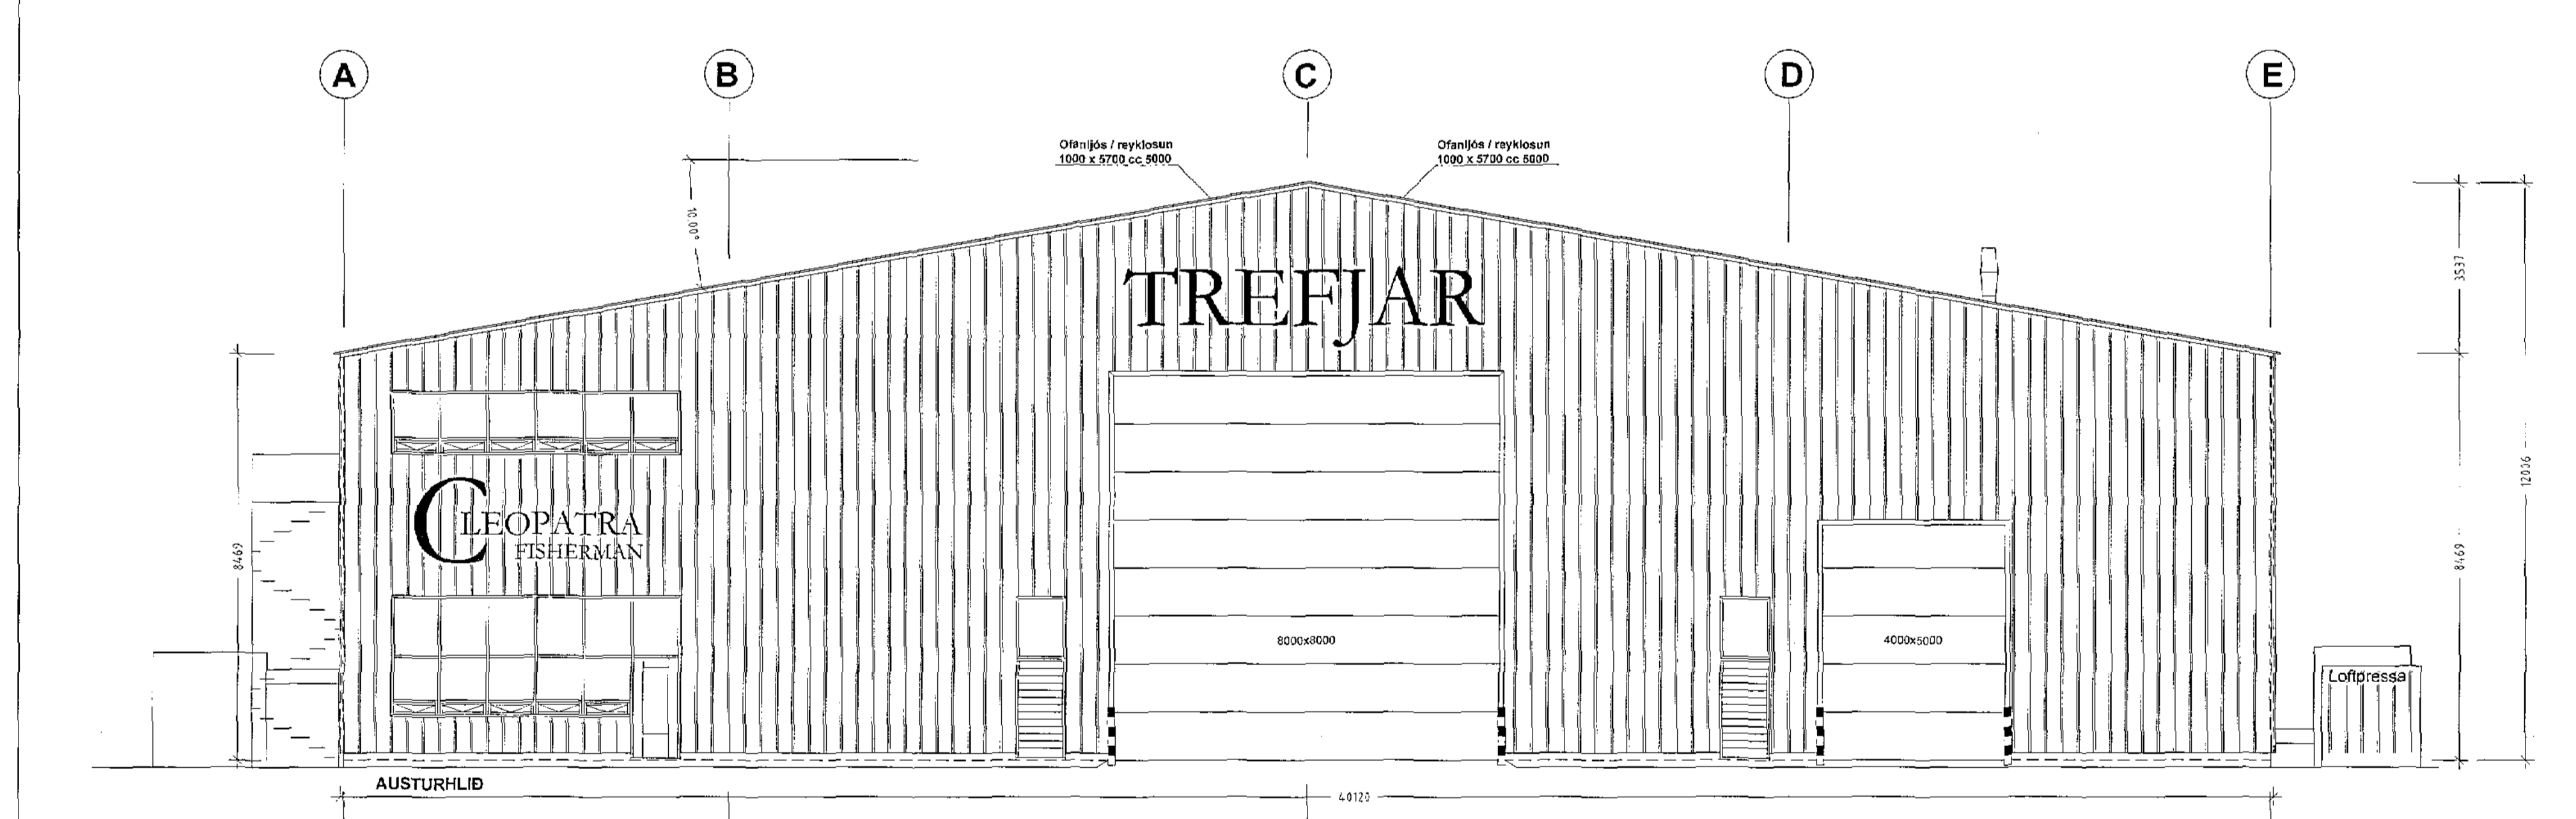 A
B
C
D
E
Ofanljós / reyklosun
1000 x 5700 cc 5000
Ofanljós / reyklosun
1000 x 5700 cc 5000
10.000°
3537
TREFJAR
12006
CLEOPATRA
FISHERMAN
8469
8469
8000x8000
4000x5000
Loftpressa
AUSTURHLIÐ
40120